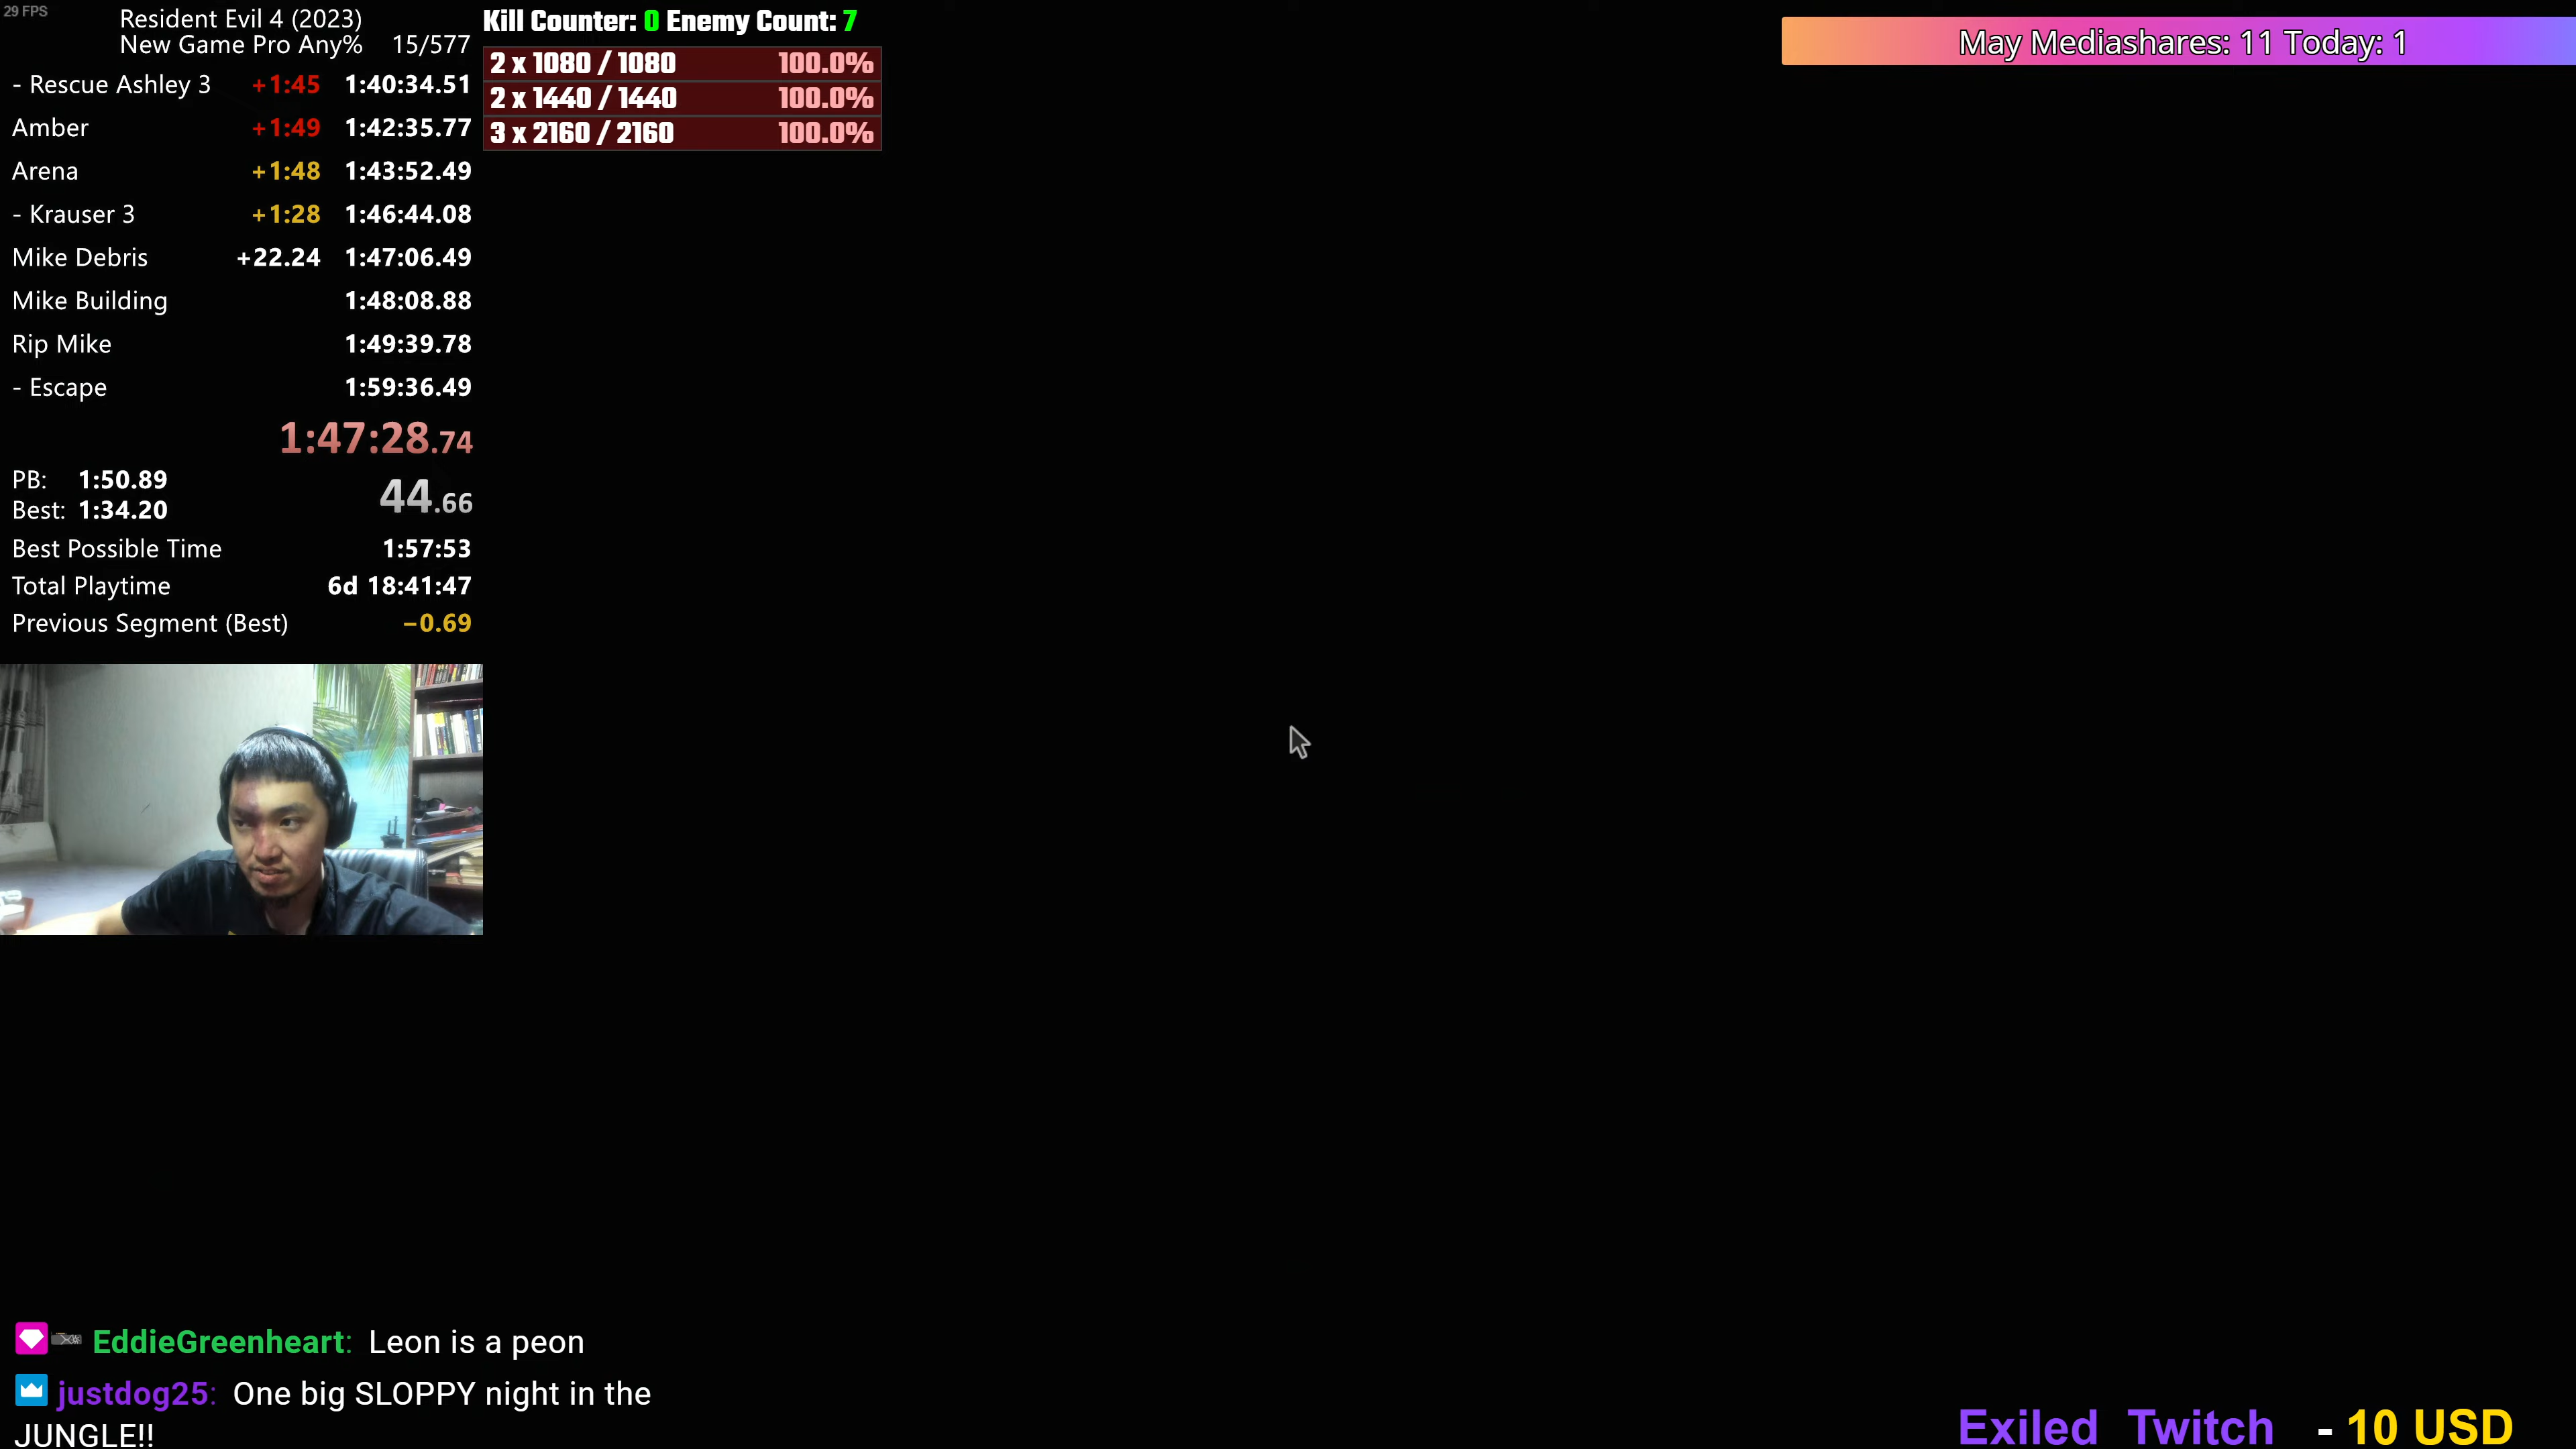 29 FPS
Resident Evil 4 (2023)
New Game Pro Any% 15/577
- Rescue Ashley 3 +1:45 1:40:34.51
Amber +1:49 1:42:35.77
Arena +1:48 1:43:52.49
- Krauser 3 +1:28 1:46:44.08
Mike Debris +22.24 1:47:06.49
Mike Building 1:48:08.88
Rip Mike 1:49:39.78
- Escape 1:59:36.49
1:47:28.74
PB: 1:50.89
Best: 1:34.20
44.66
Best Possible Time 1:57:53
Total Playtime 6d 18:41:47
Previous Segment (Best) −0.69
Kill Counter: 0 Enemy Count: 7
2 x 1080 / 1080 100.0%
2 x 1440 / 1440 100.0%
3 x 2160 / 2160 100.0%
May Mediashares: 11 Today: 1
EddieGreenheart: Leon is a peon
justdog25: One big SLOPPY night in the
JUNGLE!!
Exiled Twitch - 10 USD